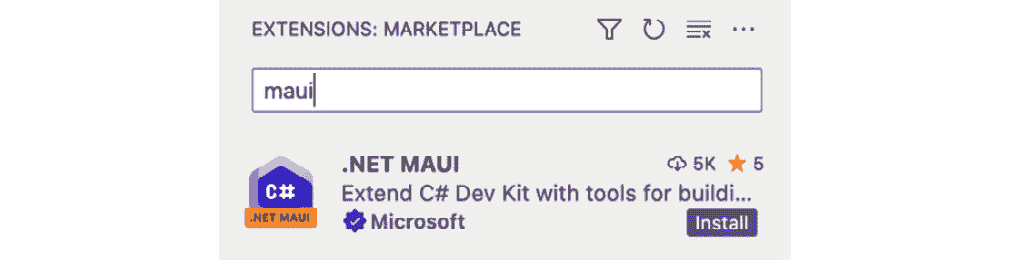 EXTENSIONS: MARKETPLACE
maui
.NET MAUI 5K 5
C#
Extend C# Dev Kit with tools for buildi...
.NET MAUI
Microsoft Install